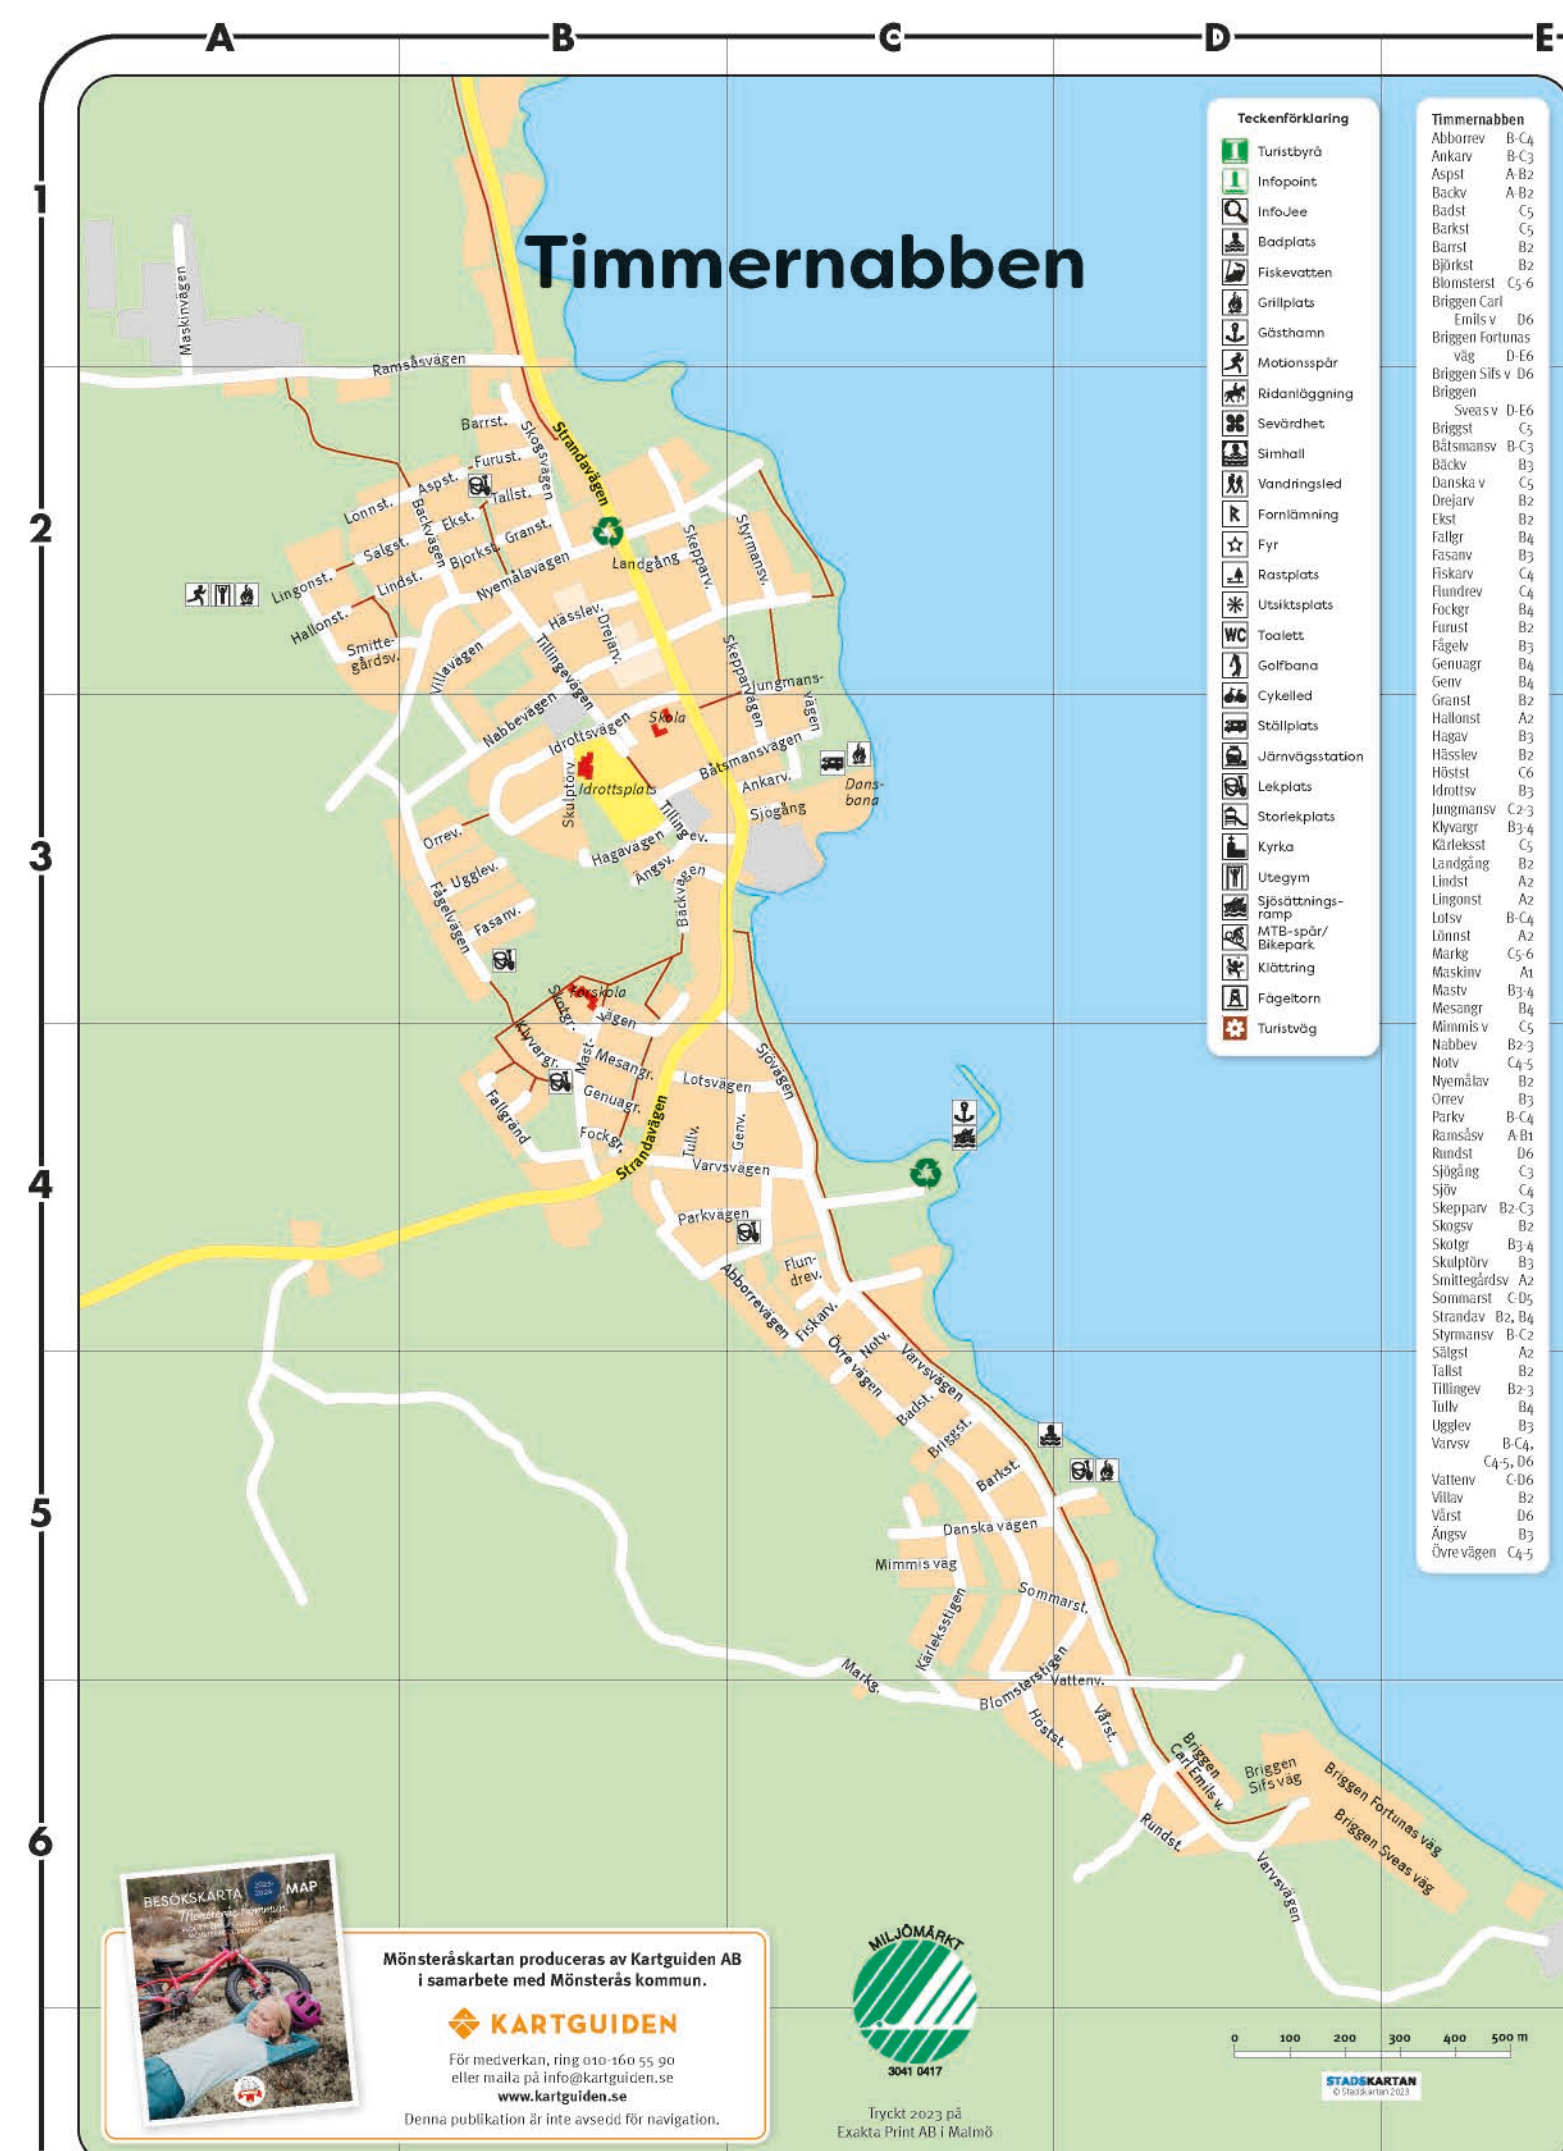 A
B
C
D
E
1
2
3
4
5
6
Timmernabben
Maskinvägen
Ramsåsvägen
Barrst.
Skogsvägen
Strandavägen
Furust.
Aspst.
Tallst.
Lönnst.
Backvägen
Ekst.
Granst.
Sälgst.
Björkst.
Lindst.
Nyemålavägen
Landgång
Skepparv.
Styrmansv.
Lingonst.
Hallonst.
Smitte-
gårdsv.
Villavägen
Hässlev.
Drejarv.
Tillingevägen
Skepparvägen
Jungmans-
vägen
Nabbevägen
Idrottsvägen
Skola
Skulptörv.
Idrottsplats
Båtsmansvägen
Ankarv.
Sjögång
Dans-
bana
Tillingev.
Orrev.
Hagavägen
Ängsv.
Ugglev.
Bäckvägen
Fågelvägen
Fasanv.
Förskola
Skotgr.
Mast-
vägen
Klyvargr.
Mesangr.
Genuagr.
Fallgränd
Fockgr.
Sjövägen
Lotsvägen
Tullv.
Genv.
Strandavägen
Varvsvägen
Parkvägen
Flun-
drev.
Abborrevägen
Fiskarv.
Övre vägen
Notv.
Varvsvägen
Badst.
Briggst.
Barkst.
Danska vägen
Mimmis väg
Sommarst.
Kärleksstigen
Markg.
Blomsterstigen
Vattenv.
Höstst.
Vårst.
Briggen
Carl Emils v.
Briggen
Sifs väg
Briggen Fortunas väg
Briggen Sveas väg
Rundst.
Varvsvägen
Teckenförklaring
Turistbyrå
Infopoint
InfoJee
Badplats
Fiskevatten
Grillplats
Gästhamn
Motionsspår
Ridanläggning
Sevärdhet
Simhall
Vandringsled
R Fornlämning
Fyr
Rastplats
Utsiktsplats
WC Toalett
Golfbana
Cykelled
Ställplats
Järnvägsstation
Lekplats
Storlekplats
Kyrka
Utegym
Sjösättnings-
ramp
MTB-spår/
Bikepark
Klättring
Fågeltorn
Turistväg
Timmernabben
Abborrev B-C4
Ankarv B-C3
Aspst A-B2
Backv A-B2
Badst C5
Barkst C5
Barrst B2
Björkst B2
Blomsterst C5-6
Briggen Carl
Emils v D6
Briggen Fortunas
väg D-E6
Briggen Sifs v D6
Briggen
Sveas v D-E6
Briggst C5
Båtsmansv B-C3
Bäckv B3
Danska v C5
Drejarv B2
Ekst B2
Fallgr B4
Fasanv B3
Fiskarv C4
Flundrev C4
Fockgr B4
Furust B2
Fågelv B3
Genuagr B4
Genv B4
Granst B2
Hallonst A2
Hagav B3
Hässlev B2
Höstst C6
Idrottsv B3
Jungmansv C2-3
Klyvargr B3-4
Kärleksst C5
Landgång B2
Lindst A2
Lingonst A2
Lotsv B-C4
Lönnst A2
Markg C5-6
Maskinv A1
Mastv B3-4
Mesangr B4
Mimmis v C5
Nabbev B2-3
Notv C4-5
Nyemålav B2
Orrev B3
Parkv B-C4
Ramsåsv A-B1
Rundst D6
Sjögång C3
Sjöv C4
Skepparv B2-C3
Skogsv B2
Skotgr B3-4
Skulptörv B3
Smittegårdsv A2
Sommarst C-D5
Strandav B2, B4
Styrmansv B-C2
Sälgst A2
Tallst B2
Tillingev B2-3
Tullv B4
Ugglev B3
Varvsv B-C4,
C4-5, D6
Vattenv C-D6
Villav B2
Vårst D6
Ängsv B3
Övre vägen C4-5
BESÖKSKARTA MAP
Mönsterås kommun
Mönsteråskartan produceras av Kartguiden AB
i samarbete med Mönsterås kommun.
KARTGUIDEN
För medverkan, ring 010-160 55 90
eller maila på info@kartguiden.se
www.kartguiden.se
Denna publikation är inte avsedd för navigation.
MILJÖMÄRKT
3041 0417
Tryckt 2023 på
Exakta Print AB i Malmö
0 100 200 300 400 500 m
STADSKARTAN
© Stadskartan 2023